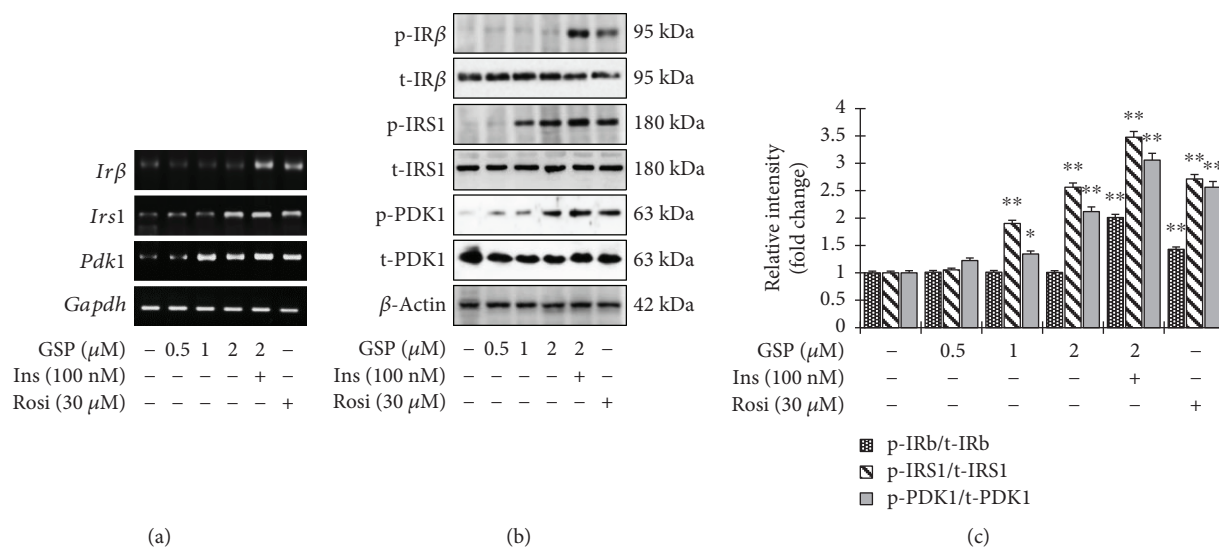 Irβ
Irs1
Pdk1
Gapdh
GSP (μM) – 0.5 1 2 2 –
Ins (100 nM) – – – – + –
Rosi (30 μM) – – – – – +
(a)
p-IRβ 95 kDa
t-IRβ 95 kDa
p-IRS1 180 kDa
t-IRS1 180 kDa
p-PDK1 63 kDa
t-PDK1 63 kDa
β-Actin 42 kDa
GSP (μM) – 0.5 1 2 2 –
Ins (100 nM) – – – – + –
Rosi (30 μM) – – – – – +
(b)
Relative intensity
(fold change)
4
3.5
3
2.5
2
1.5
1
0.5
0
** *
** **
** ** **
** ** **
GSP (μM) – 0.5 1 2 2 –
Ins (100 nM) – – – – + –
Rosi (30 μM) – – – – – +
p-IRb/t-IRb
p-IRS1/t-IRS1
p-PDK1/t-PDK1
(c)